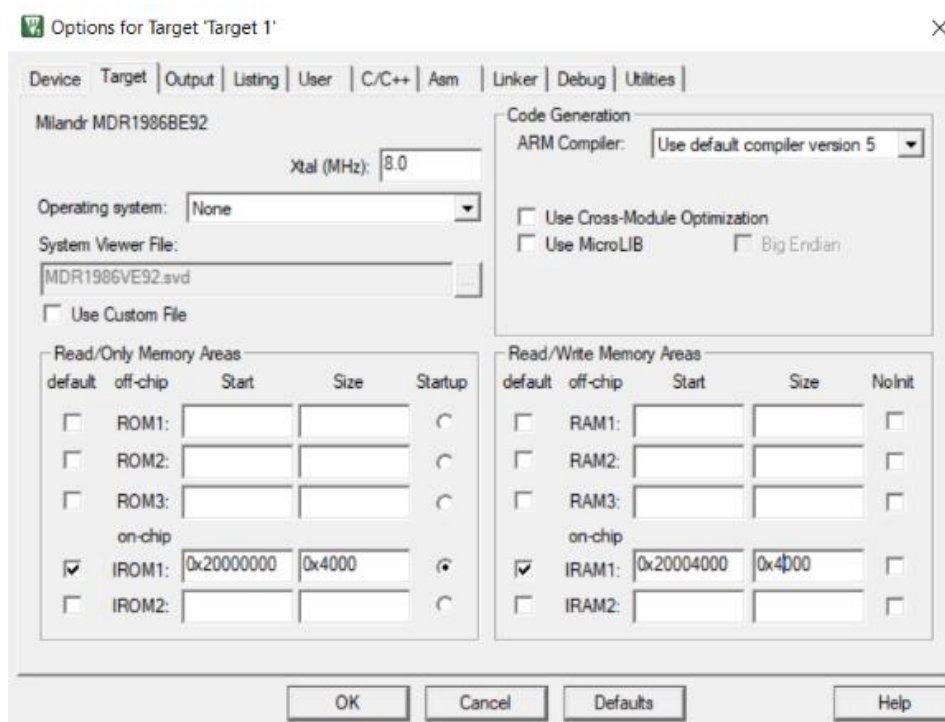 Options for Target 'Target 1'
Device Target Output Listing User C/C++ Asm Linker Debug Utilities
Milandr MDR1986BE92
Xtal (MHz): 8.0
Operating system: None
System Viewer File:
MDR1986VE92.svd ...
Use Custom File
Code Generation
ARM Compiler: Use default compiler version 5
Use Cross-Module Optimization
Use MicroLIB Big Endian
Read/Only Memory Areas
default off-chip Start Size Startup
ROM1:
ROM2:
ROM3:
on-chip
IROM1: 0x20000000 0x4000
IROM2:
Read/Write Memory Areas
default off-chip Start Size NoInit
RAM1:
RAM2:
RAM3:
on-chip
IRAM1: 0x20004000 0x4000
IRAM2:
OK Cancel Defaults Help